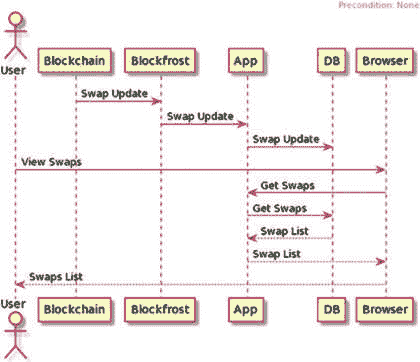 Precondition: None
User
Blockchain
Blockfrost
App
DB
Browser
Swap Update
Swap Update
Swap Update
View Swaps
Get Swaps
Get Swaps
Swap List
Swap List
Swaps List
User
Blockchain
Blockfrost
App
DB
Browser